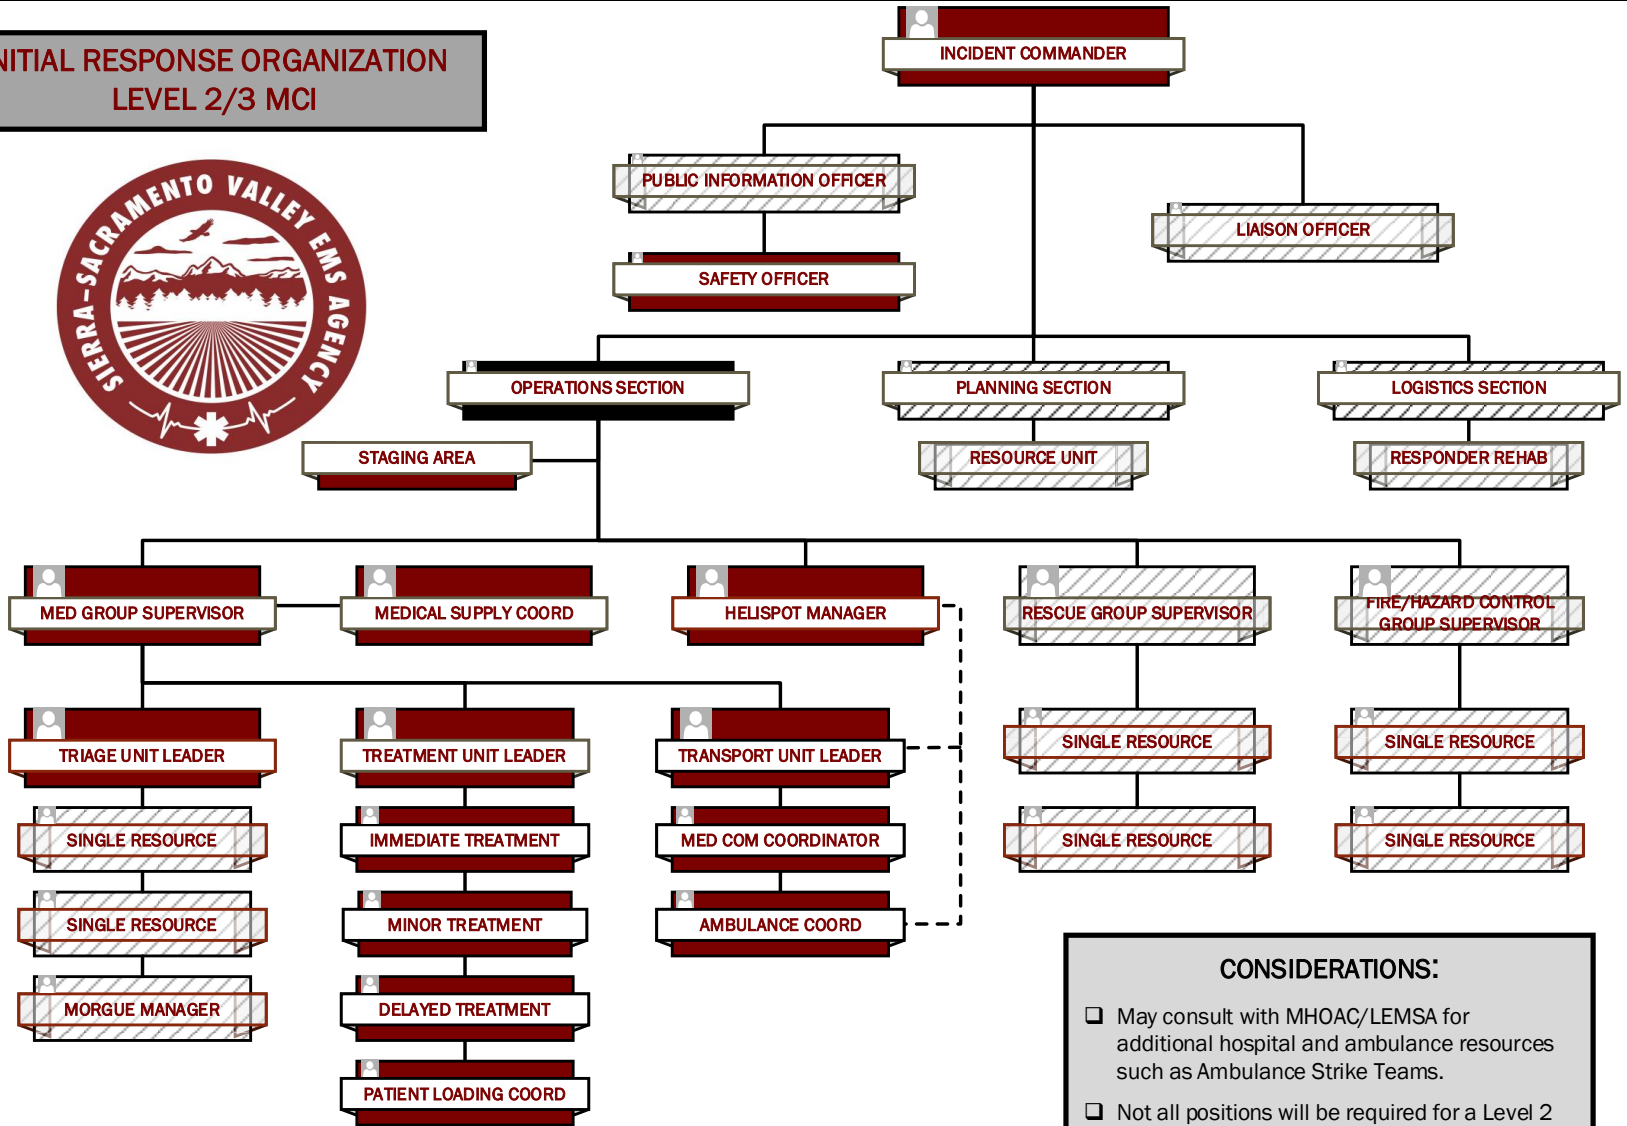 NITIAL RESPONSE ORGANIZATION
LEVEL 2/3 MCI
SIERRA-SACRAMENTO VALLEY EMS AGENCY
INCIDENT COMMANDER
PUBLIC INFORMATION OFFICER
LIAISON OFFICER
SAFETY OFFICER
OPERATIONS SECTION
PLANNING SECTION
LOGISTICS SECTION
STAGING AREA
RESOURCE UNIT
RESPONDER REHAB
MED GROUP SUPERVISOR
MEDICAL SUPPLY COORD
HELISPOT MANAGER
RESCUE GROUP SUPERVISOR
FIRE/HAZARD CONTROL
GROUP SUPERVISOR
TRIAGE UNIT LEADER
TREATMENT UNIT LEADER
TRANSPORT UNIT LEADER
SINGLE RESOURCE
SINGLE RESOURCE
SINGLE RESOURCE
IMMEDIATE TREATMENT
MED COM COORDINATOR
SINGLE RESOURCE
SINGLE RESOURCE
SINGLE RESOURCE
MINOR TREATMENT
AMBULANCE COORD
MORGUE MANAGER
DELAYED TREATMENT
PATIENT LOADING COORD
CONSIDERATIONS:
❑ May consult with MHOAC/LEMSA for
additional hospital and ambulance resources
such as Ambulance Strike Teams.
❑ Not all positions will be required for a Level 2